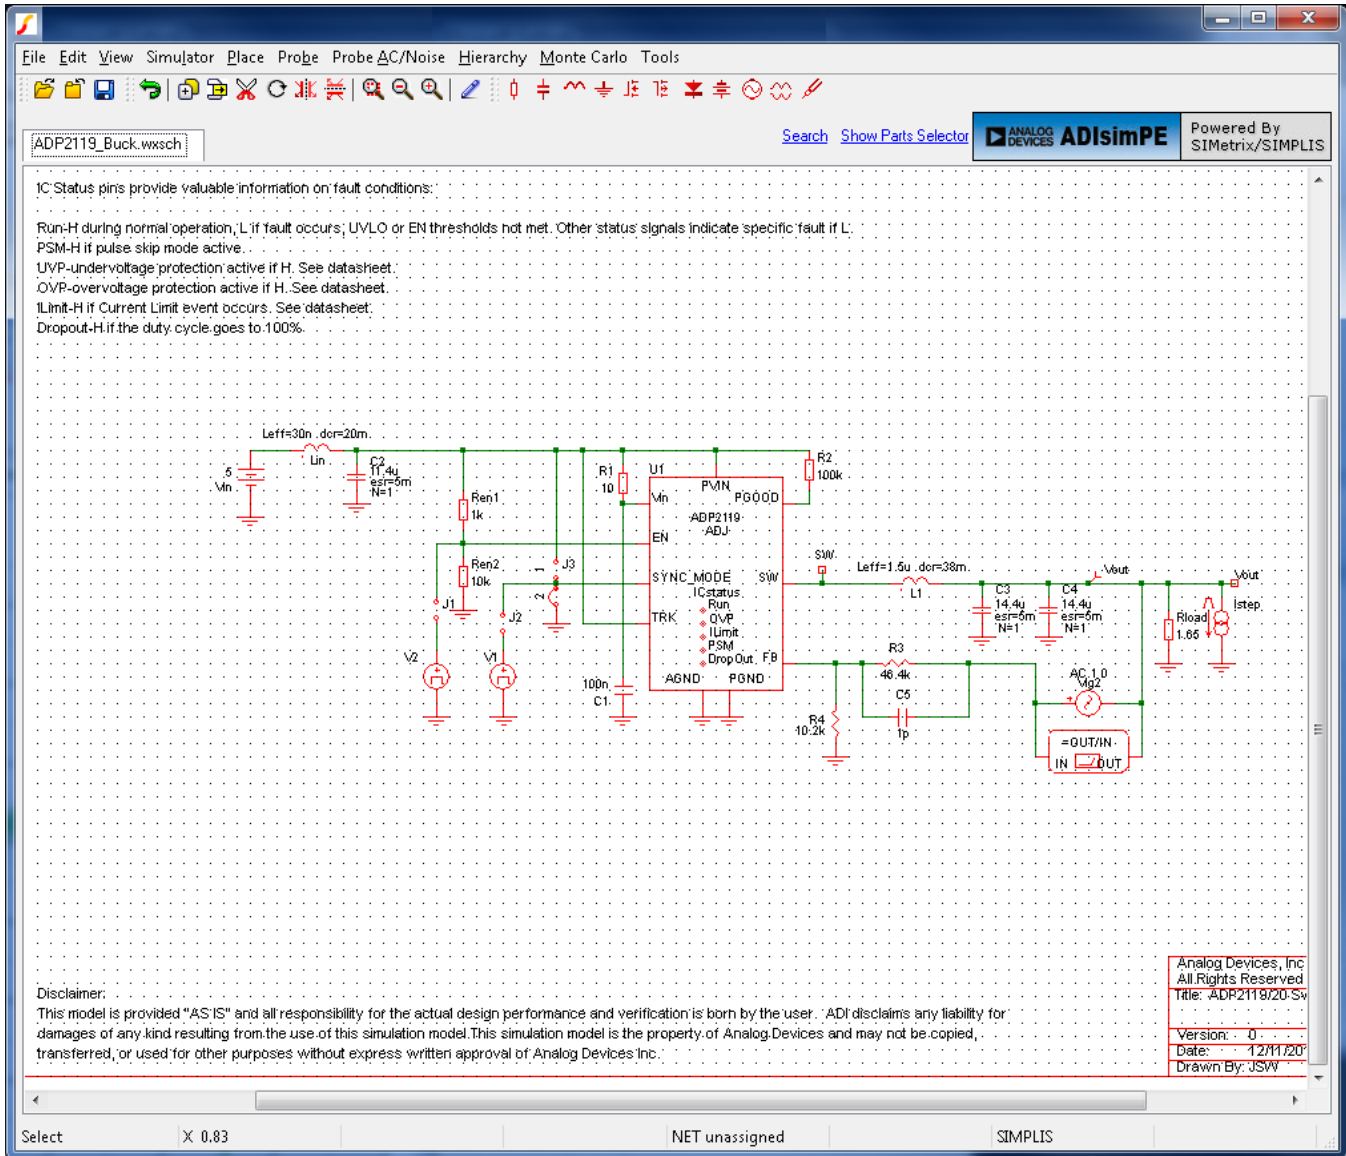 File Edit View Simulator Place Probe Probe AC/Noise Hierarchy Monte Carlo Tools
ADP2119_Buck.wxsch
Search Show Parts Selector
ANALOG DEVICES ADIsimPE
Powered By
SIMetrix/SIMPLIS
IC Status pins provide valuable information on fault conditions:
Run-H during normal operation, L if fault occurs, UVLO or EN thresholds not met. Other status signals indicate specific fault if L.
PSM-H if pulse skip mode active.
UVP-undervoltage protection active if H. See datasheet.
OVP-overvoltage protection active if H. See datasheet.
ILimit-H if Current Limit event occurs. See datasheet.
Dropout-H if the duty cycle goes to 100%
Leff=30n dcr=20m
Lin
5
Vin
C2
11.4u
esr=5m
N=1
Ren1
1k
Ren2
10k
J1
J2
J3
1
2
V2
V1
R1
10
100n
C1
U1
PVIN
Vin
PGOOD
ADP2119
ADJ
EN
SYNC_MODE
SW
ICstatus
Run
OVP
ILimit
PSM
DropOut
TRK
FB
AGND
PGND
R2
100k
SW
Leff=1.5u dcr=38m
L1
C3
14.4u
esr=5m
N=1
C4
14.4u
esr=5m
N=1
Vout
Vout
Istep
Rload
1.65
R3
46.4k
C5
1p
R4
10.2k
AC 1 0
Vig2
=OUT/IN
IN
OUT
Disclaimer:
This model is provided "AS IS" and all responsibility for the actual design performance and verification is born by the user. ADI disclaims any liability for
damages of any kind resulting from the use of this simulation model.This simulation model is the property of Analog Devices and may not be copied,
transferred, or used for other purposes without express written approval of Analog Devices Inc.
Analog Devices, Inc
All Rights Reserved
Title: ADP2119/20 Sw
Version: 0
Date: 12/11/201
Drawn By: JSW
Select X 0.83 NET unassigned SIMPLIS